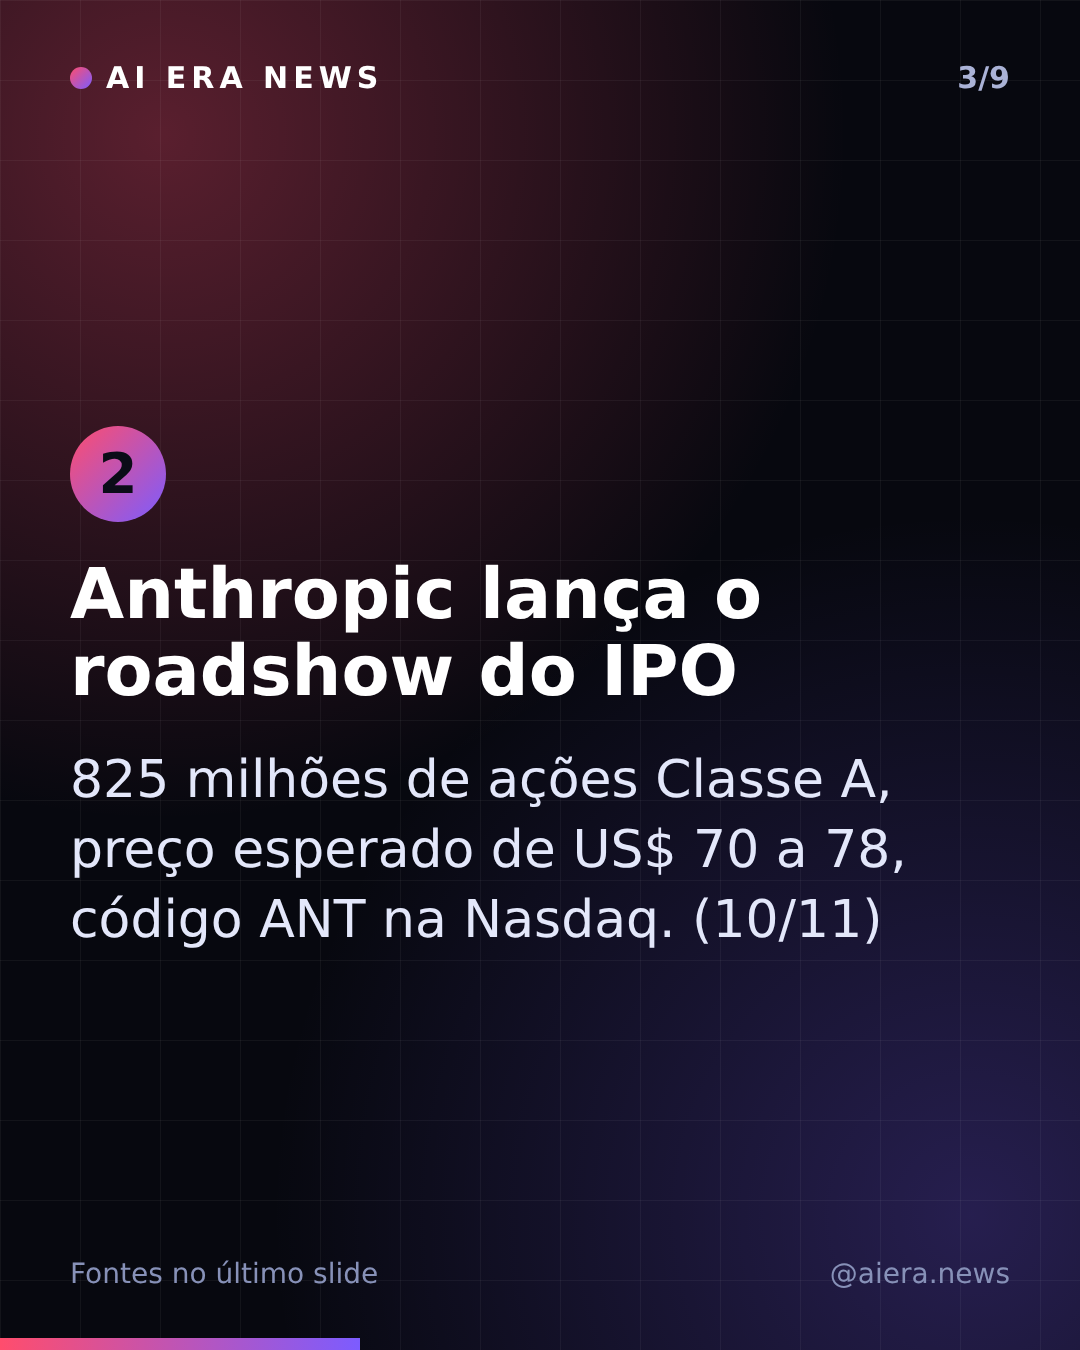 AI ERA NEWS
3/9
2
Anthropic lança o
roadshow do IPO
825 milhões de ações Classe A,
preço esperado de US$ 70 a 78,
código ANT na Nasdaq. (10/11)
Fontes no último slide
@aiera.news